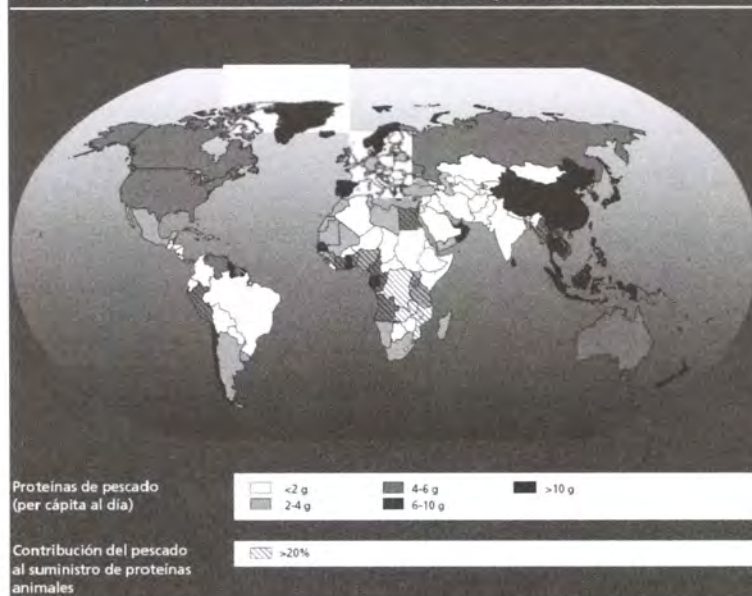 Proteínas de pescado
(per cápita al día)
<2 g
4-6 g
>10 g
2-4 g
6-10 g
Contribución del pescado
al suministro de proteínas
animales
>20%